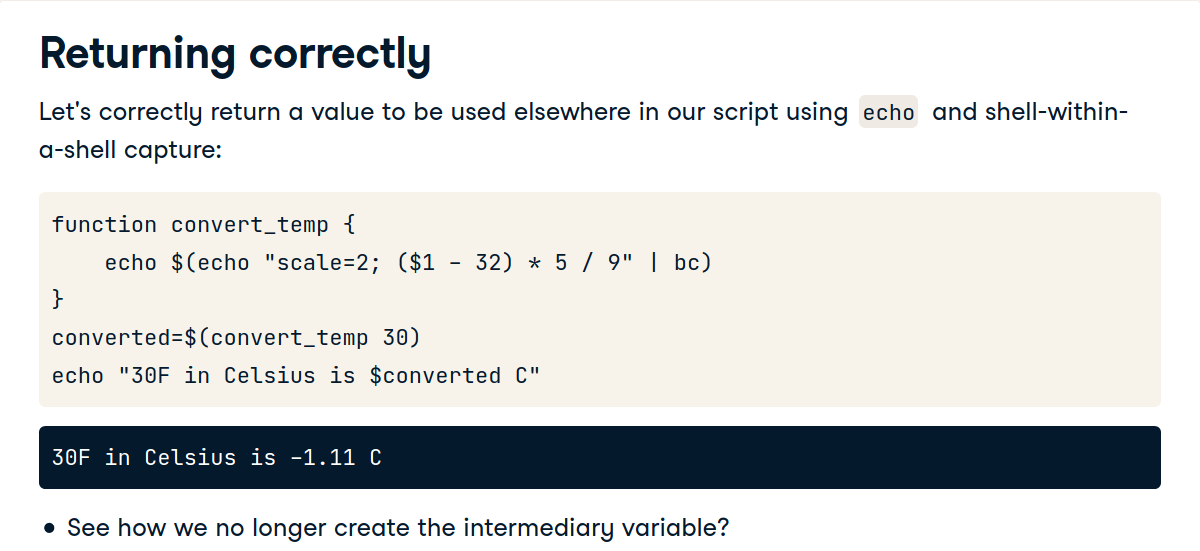 Returning correctly
Let's correctly return a value to be used elsewhere in our script using echo and shell-within-
a-shell capture:
function convert_temp {
    echo $(echo "scale=2; ($1 - 32) * 5 / 9" | bc)
}
converted=$(convert_temp 30)
echo "30F in Celsius is $converted C"
30F in Celsius is -1.11 C
• See how we no longer create the intermediary variable?